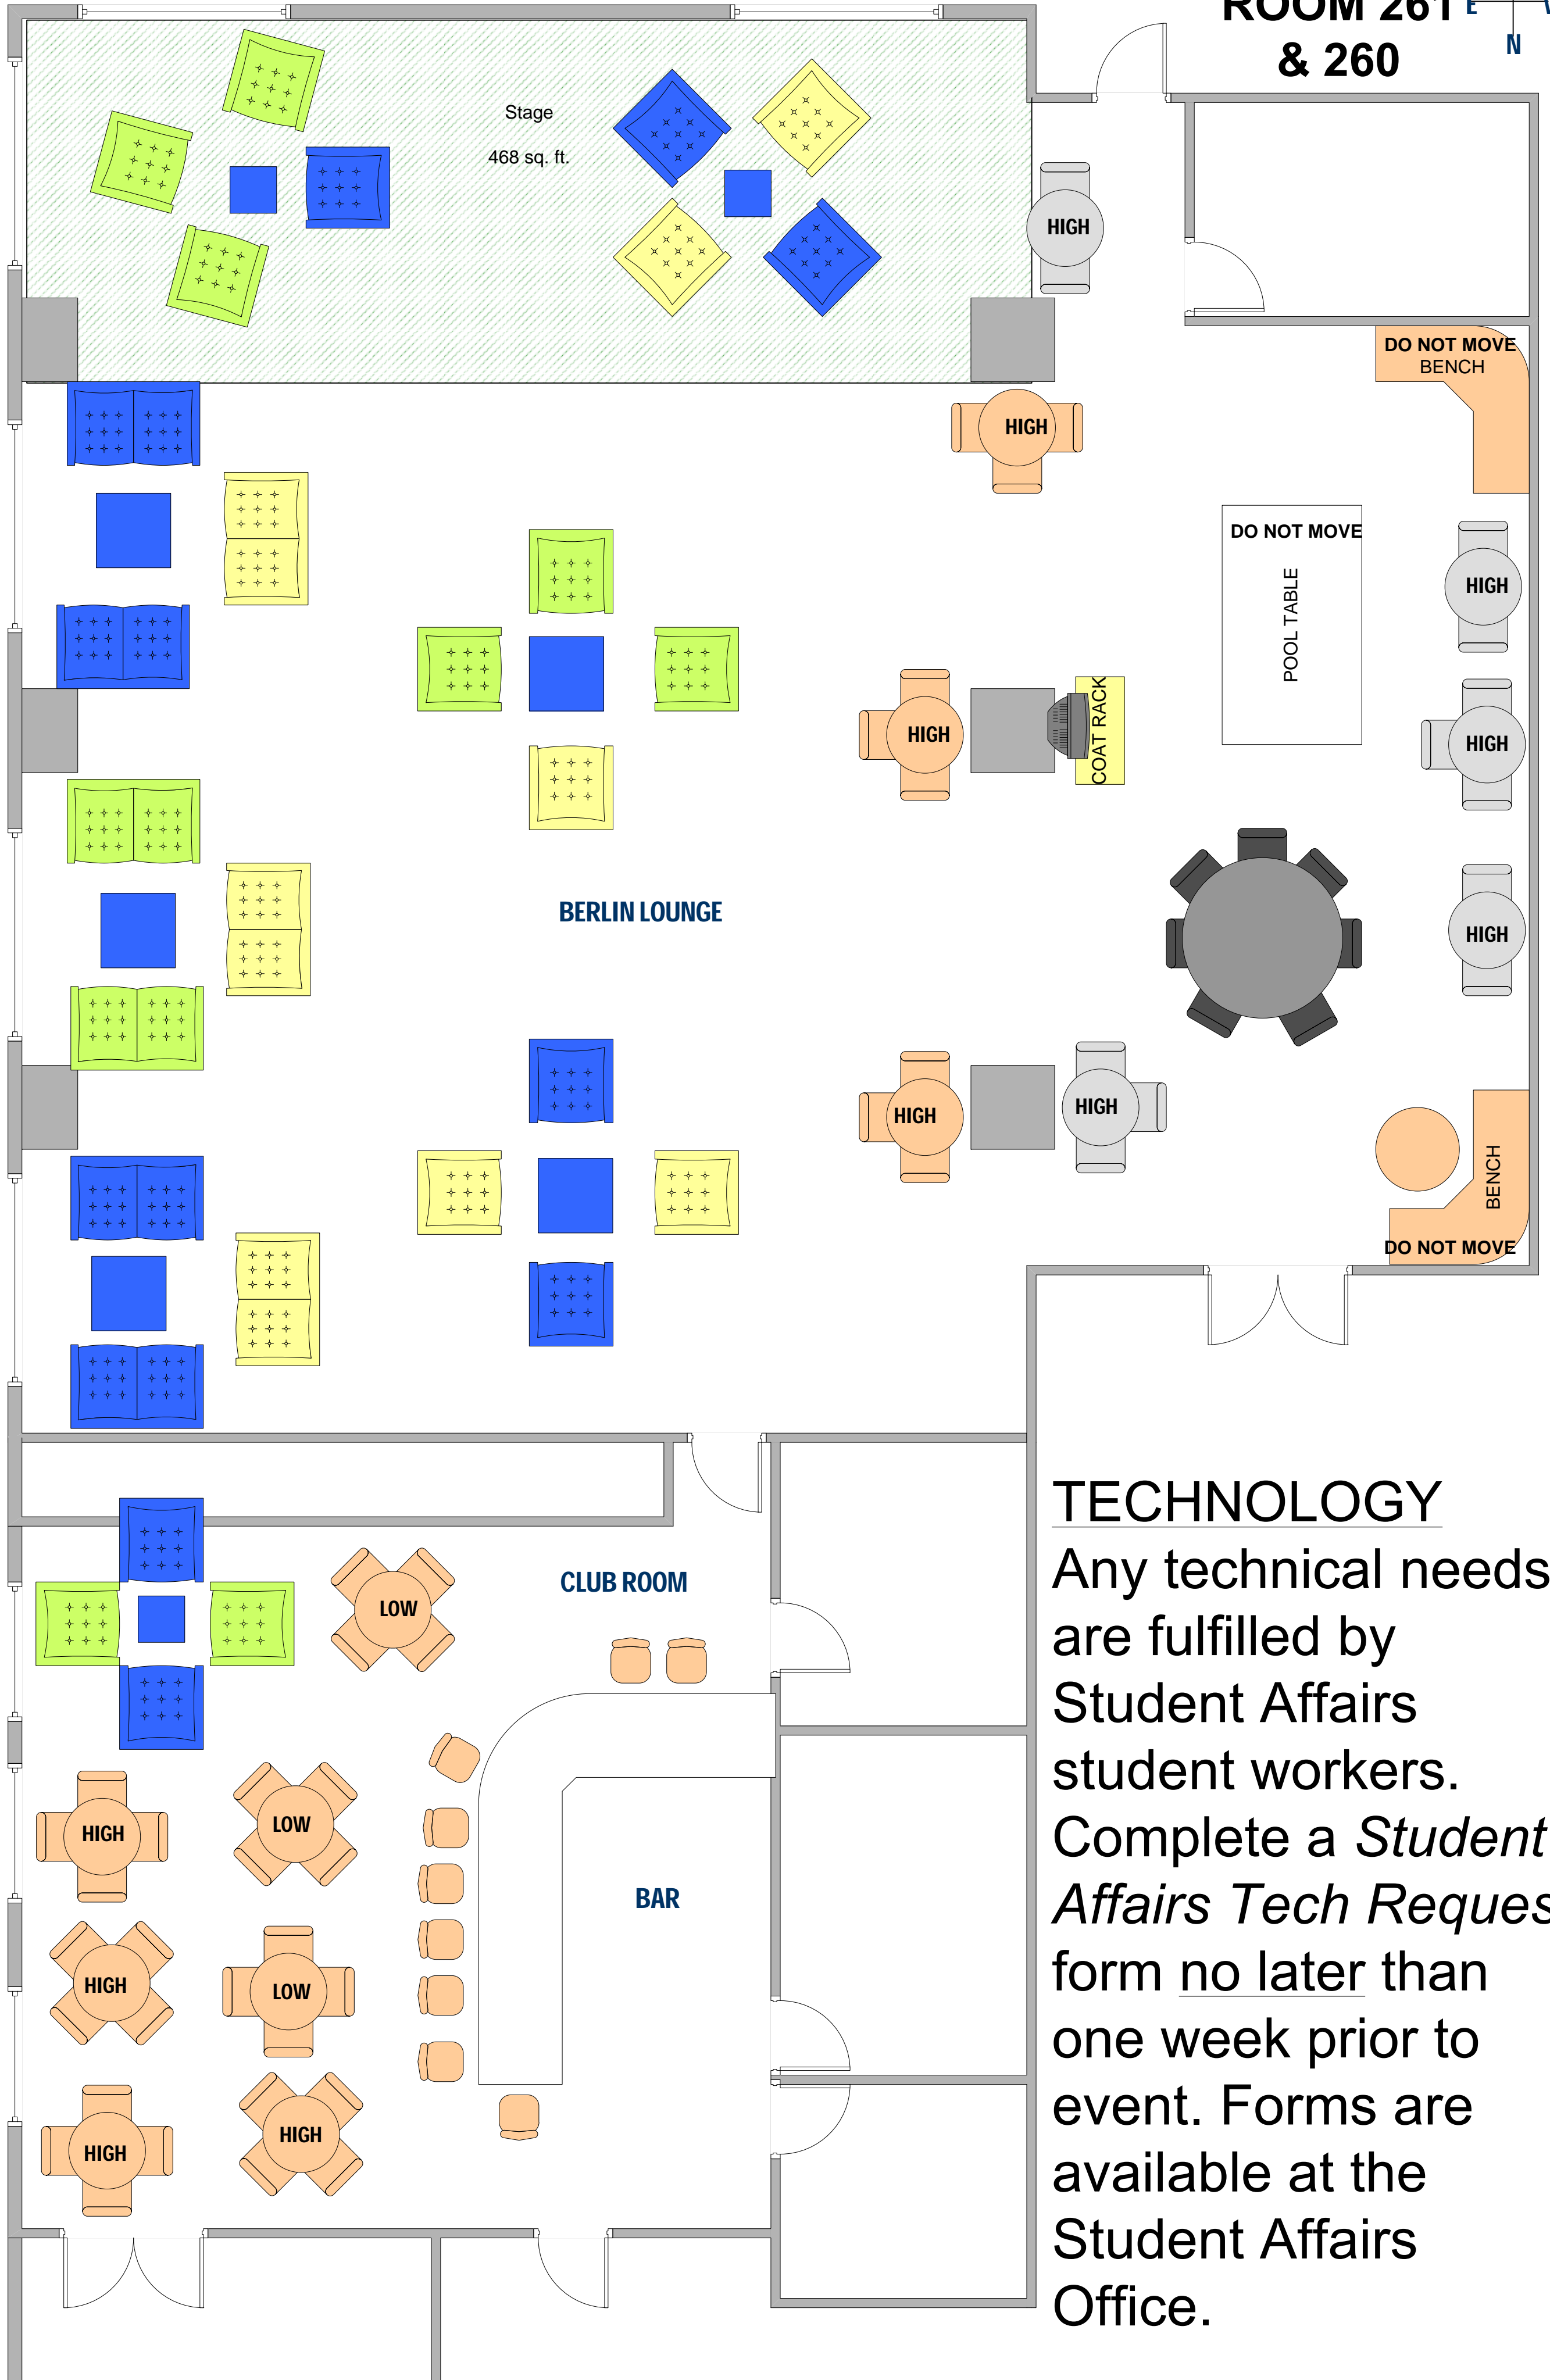 ROOM 261
& 260
E
N
Stage
468 sq. ft.
HIGH
DO NOT MOVE
BENCH
HIGH
DO NOT MOVE
POOL TABLE
HIGH
HIGH
COAT RACK
HIGH
BERLIN LOUNGE
HIGH
HIGH
HIGH
BENCH
DO NOT MOVE
CLUB ROOM
LOW
HIGH
LOW
BAR
HIGH
LOW
HIGH
HIGH
TECHNOLOGY
Any technical needs
are fulfilled by
Student Affairs
student workers.
Complete a Student
Affairs Tech Reques
form no later than
one week prior to
event. Forms are
available at the
Student Affairs
Office.